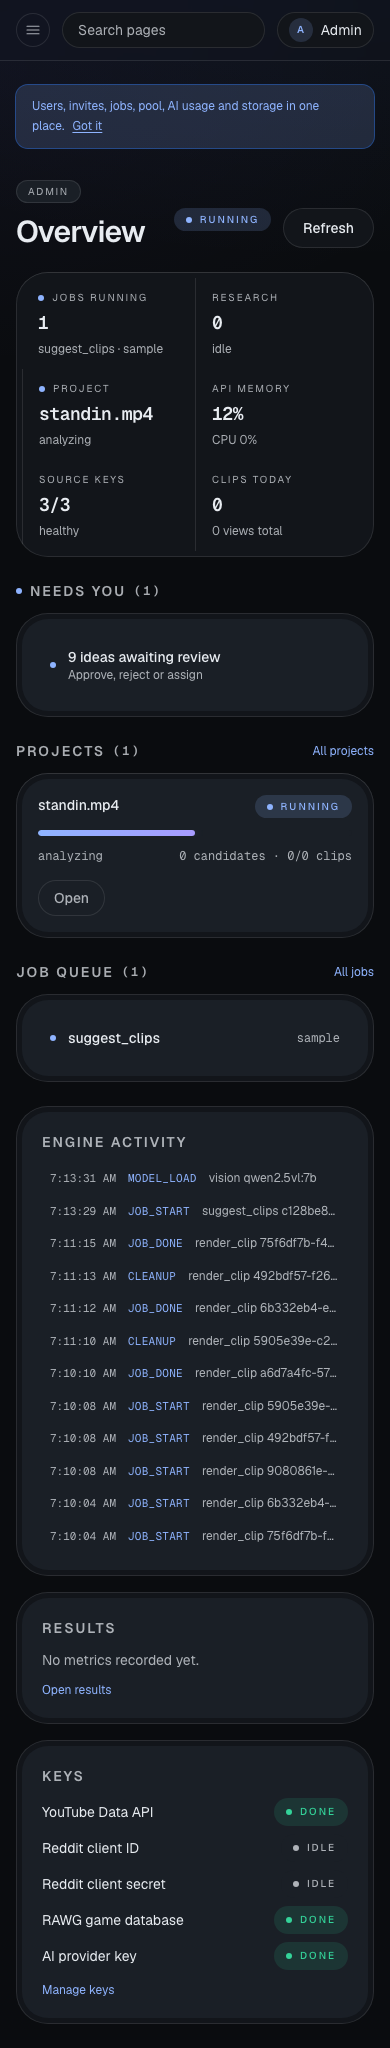 Search pages
A
Admin
Users, invites, jobs, pool, AI usage and storage in one
place. Got it
ADMIN
Overview
RUNNING
Refresh
JOBS RUNNING
1
suggest_clips · sample
RESEARCH
0
idle
PROJECT
standin.mp4
analyzing
API MEMORY
12%
CPU 0%
SOURCE KEYS
3/3
healthy
CLIPS TODAY
0
0 views total
NEEDS YOU (1)
9 ideas awaiting review
Approve, reject or assign
PROJECTS (1)
All projects
standin.mp4
RUNNING
analyzing
0 candidates · 0/0 clips
Open
JOB QUEUE (1)
All jobs
suggest_clips
sample
ENGINE ACTIVITY
7:13:31 AM MODEL_LOAD vision qwen2.5vl:7b
7:13:29 AM JOB_START suggest_clips c128be8…
7:11:15 AM JOB_DONE render_clip 75f6df7b-f4…
7:11:13 AM CLEANUP render_clip 492bdf57-f26…
7:11:12 AM JOB_DONE render_clip 6b332eb4-e…
7:11:10 AM CLEANUP render_clip 5905e39e-c2…
7:10:10 AM JOB_DONE render_clip a6d7a4fc-57…
7:10:08 AM JOB_START render_clip 5905e39e-…
7:10:08 AM JOB_START render_clip 492bdf57-f…
7:10:08 AM JOB_START render_clip 9080861e-…
7:10:04 AM JOB_START render_clip 6b332eb4-…
7:10:04 AM JOB_START render_clip 75f6df7b-f…
RESULTS
No metrics recorded yet.
Open results
KEYS
YouTube Data API DONE
Reddit client ID IDLE
Reddit client secret IDLE
RAWG game database DONE
AI provider key DONE
Manage keys